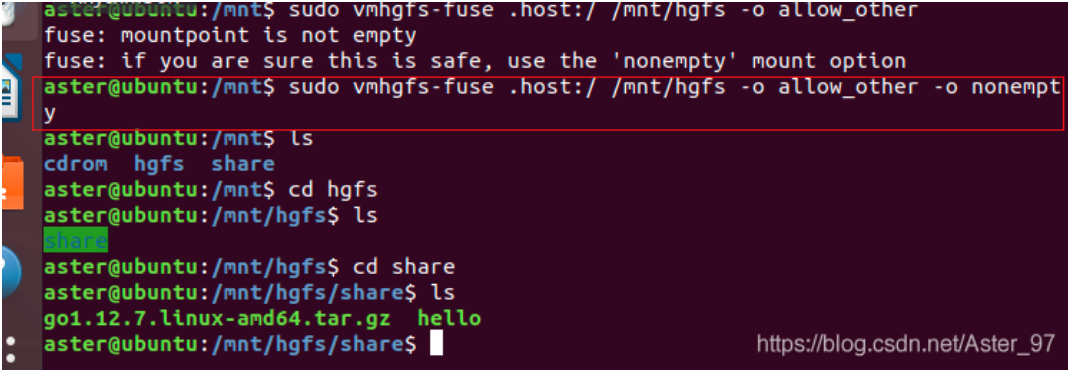 aster@ubuntu:/mnt$ sudo vmhgfs-fuse .host:/ /mnt/hgfs -o allow_other
fuse: mountpoint is not empty
fuse: if you are sure this is safe, use the 'nonempty' mount option
aster@ubuntu:/mnt$ sudo vmhgfs-fuse .host:/ /mnt/hgfs -o allow_other -o nonempt
y
aster@ubuntu:/mnt$ ls
cdrom  hgfs  share
aster@ubuntu:/mnt$ cd hgfs
aster@ubuntu:/mnt/hgfs$ ls
share
aster@ubuntu:/mnt/hgfs$ cd share
aster@ubuntu:/mnt/hgfs/share$ ls
go1.12.7.linux-amd64.tar.gz  hello
aster@ubuntu:/mnt/hgfs/share$
https://blog.csdn.net/Aster_97